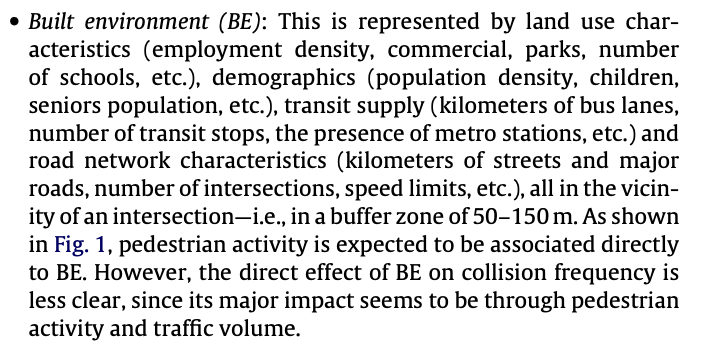 • Built environment (BE): This is represented by land use char-
acteristics (employment density, commercial, parks, number
of schools, etc.), demographics (population density, children,
seniors population, etc.), transit supply (kilometers of bus lanes,
number of transit stops, the presence of metro stations, etc.) and
road network characteristics (kilometers of streets and major
roads, number of intersections, speed limits, etc.), all in the vicin-
ity of an intersection—i.e., in a buffer zone of 50–150 m. As shown
in Fig. 1, pedestrian activity is expected to be associated directly
to BE. However, the direct effect of BE on collision frequency is
less clear, since its major impact seems to be through pedestrian
activity and traffic volume.